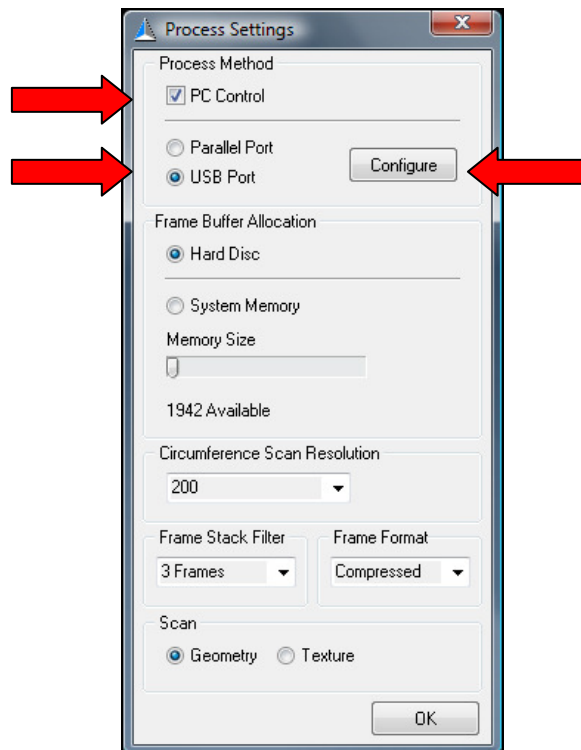 Process Settings
Process Method
PC Control
Parallel Port
USB Port
Configure
Frame Buffer Allocation
Hard Disc
System Memory
Memory Size
1942 Available
Circumference Scan Resolution
200
Frame Stack Filter
Frame Format
3 Frames
Compressed
Scan
Geometry
Texture
OK